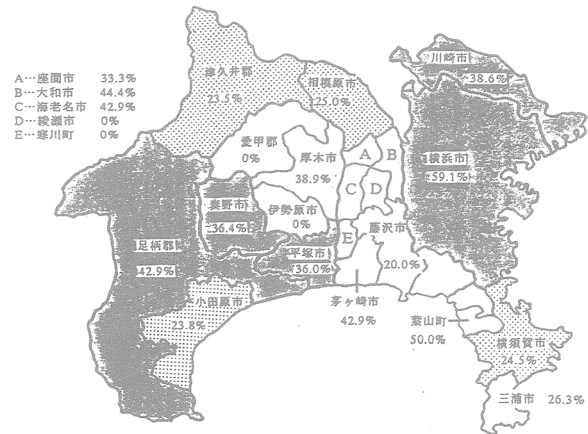 A…座間市 33.3%
B…大和市 44.4%
C…海老名市 42.9%
D…綾瀬市 0%
E…寒川町 0%
津久井郡
23.5%
相模原市
25.0%
川崎市
38.6%
愛甲郡
0%
厚木市
38.9%
A
B
C
D
E
横浜市
59.1%
秦野市
36.4%
伊勢原市
0%
藤沢市
20.0%
足柄郡
42.9%
平塚市
36.0%
小田原市
23.8%
茅ヶ崎市
42.9%
葉山町
50.0%
横須賀市
24.5%
三浦市 26.3%